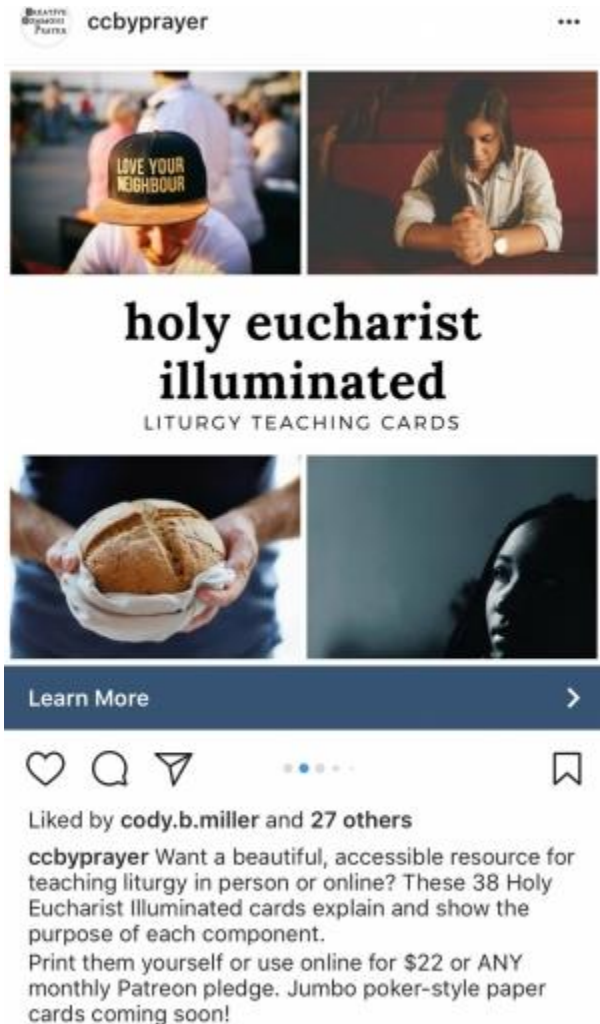 CREATIVE
COMMONS
PRAYER
ccbyprayer
LOVE YOUR
NEIGHBOUR
holy eucharist
illuminated
LITURGY TEACHING CARDS
Learn More
Liked by cody.b.miller and 27 others
ccbyprayer Want a beautiful, accessible resource for
teaching liturgy in person or online? These 38 Holy
Eucharist Illuminated cards explain and show the
purpose of each component.
Print them yourself or use online for $22 or ANY
monthly Patreon pledge. Jumbo poker-style paper
cards coming soon!